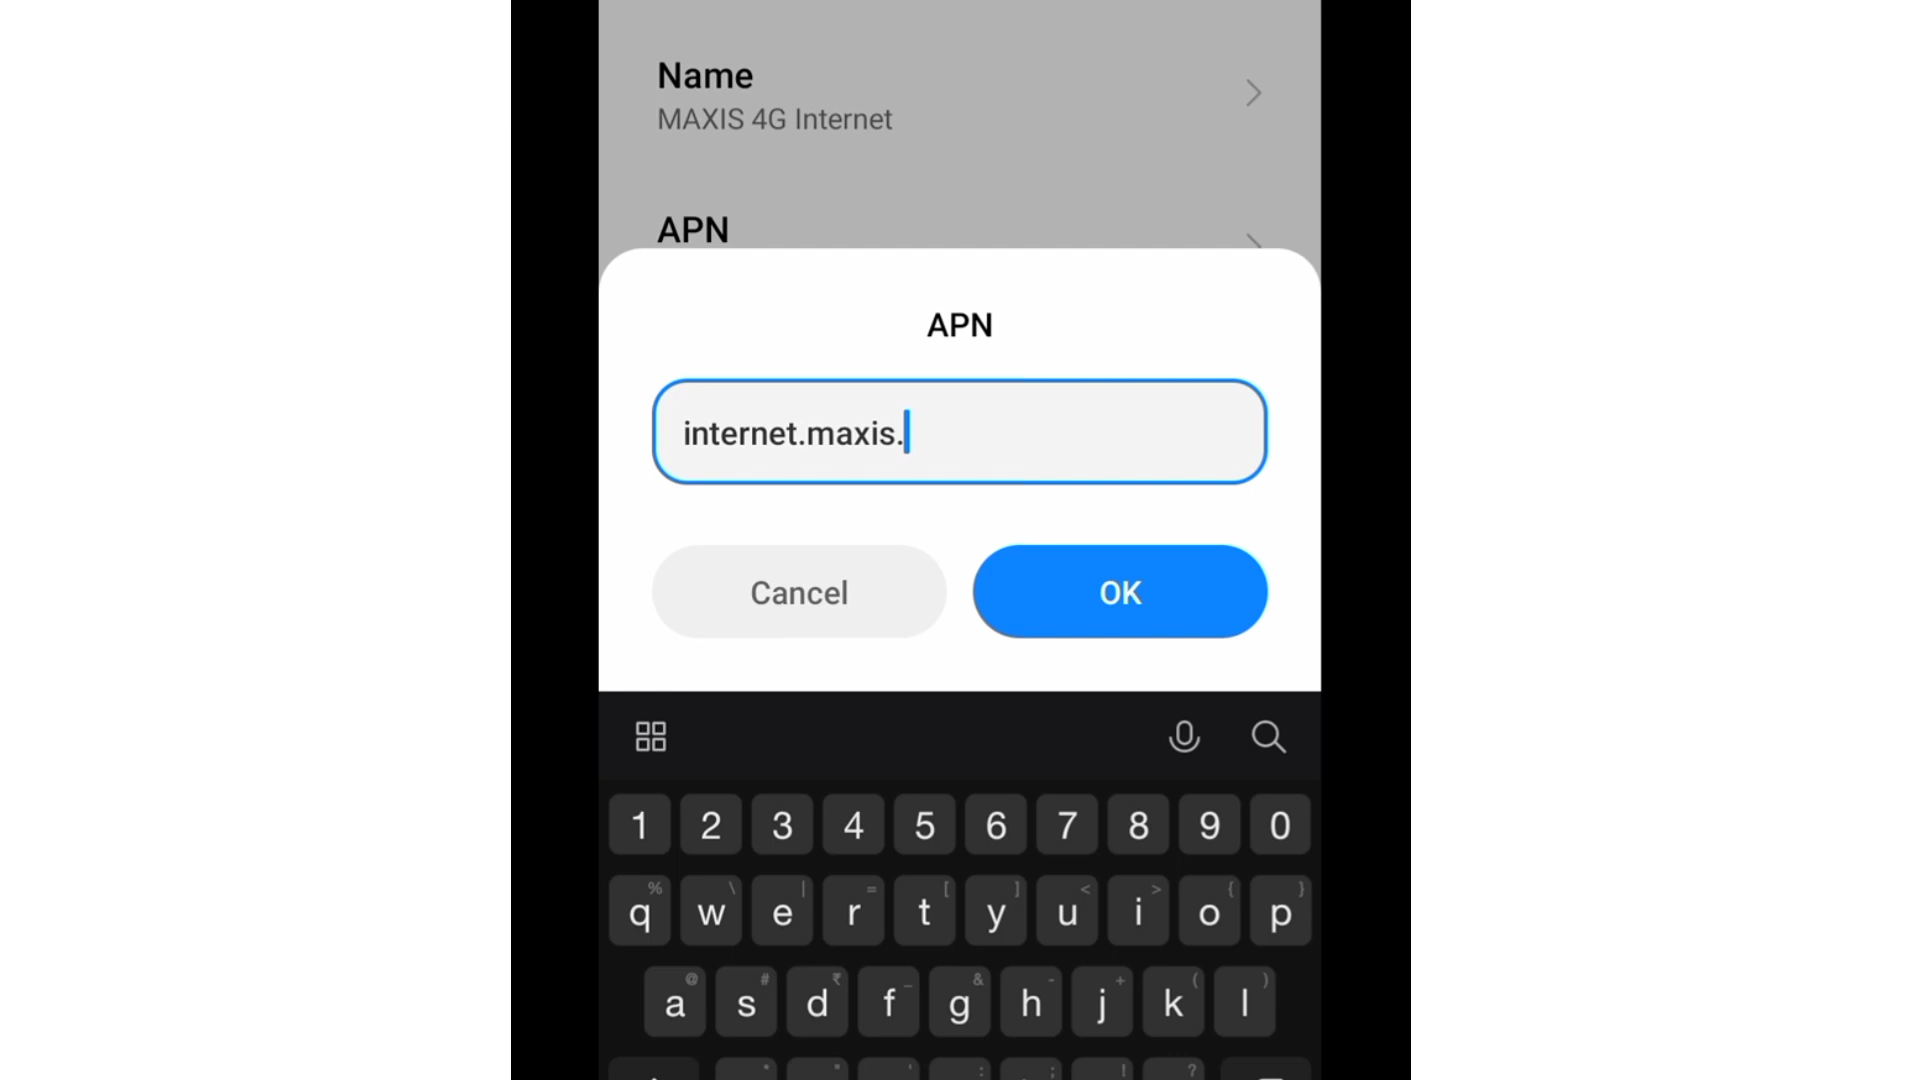 Name
MAXIS 4G Internet
APN
APN
internet.maxis.
Cancel OK
1 2 3 4 5 6 7 8 9 0
% \ | = [ ] < > { }
q w e r t y u i o p
@ # ₹ _ & - + ( )
a s d f g h j k l
* " ' : ; ! ?